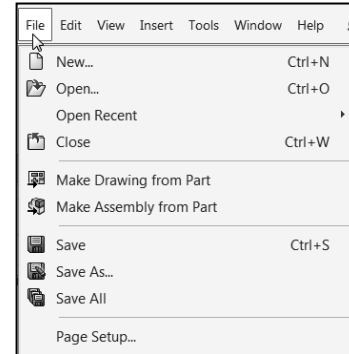 File Edit View Insert Tools Window Help
New... Ctrl+N
Open... Ctrl+O
Open Recent
Close Ctrl+W
Make Drawing from Part
Make Assembly from Part
Save Ctrl+S
Save As...
Save All
Page Setup...